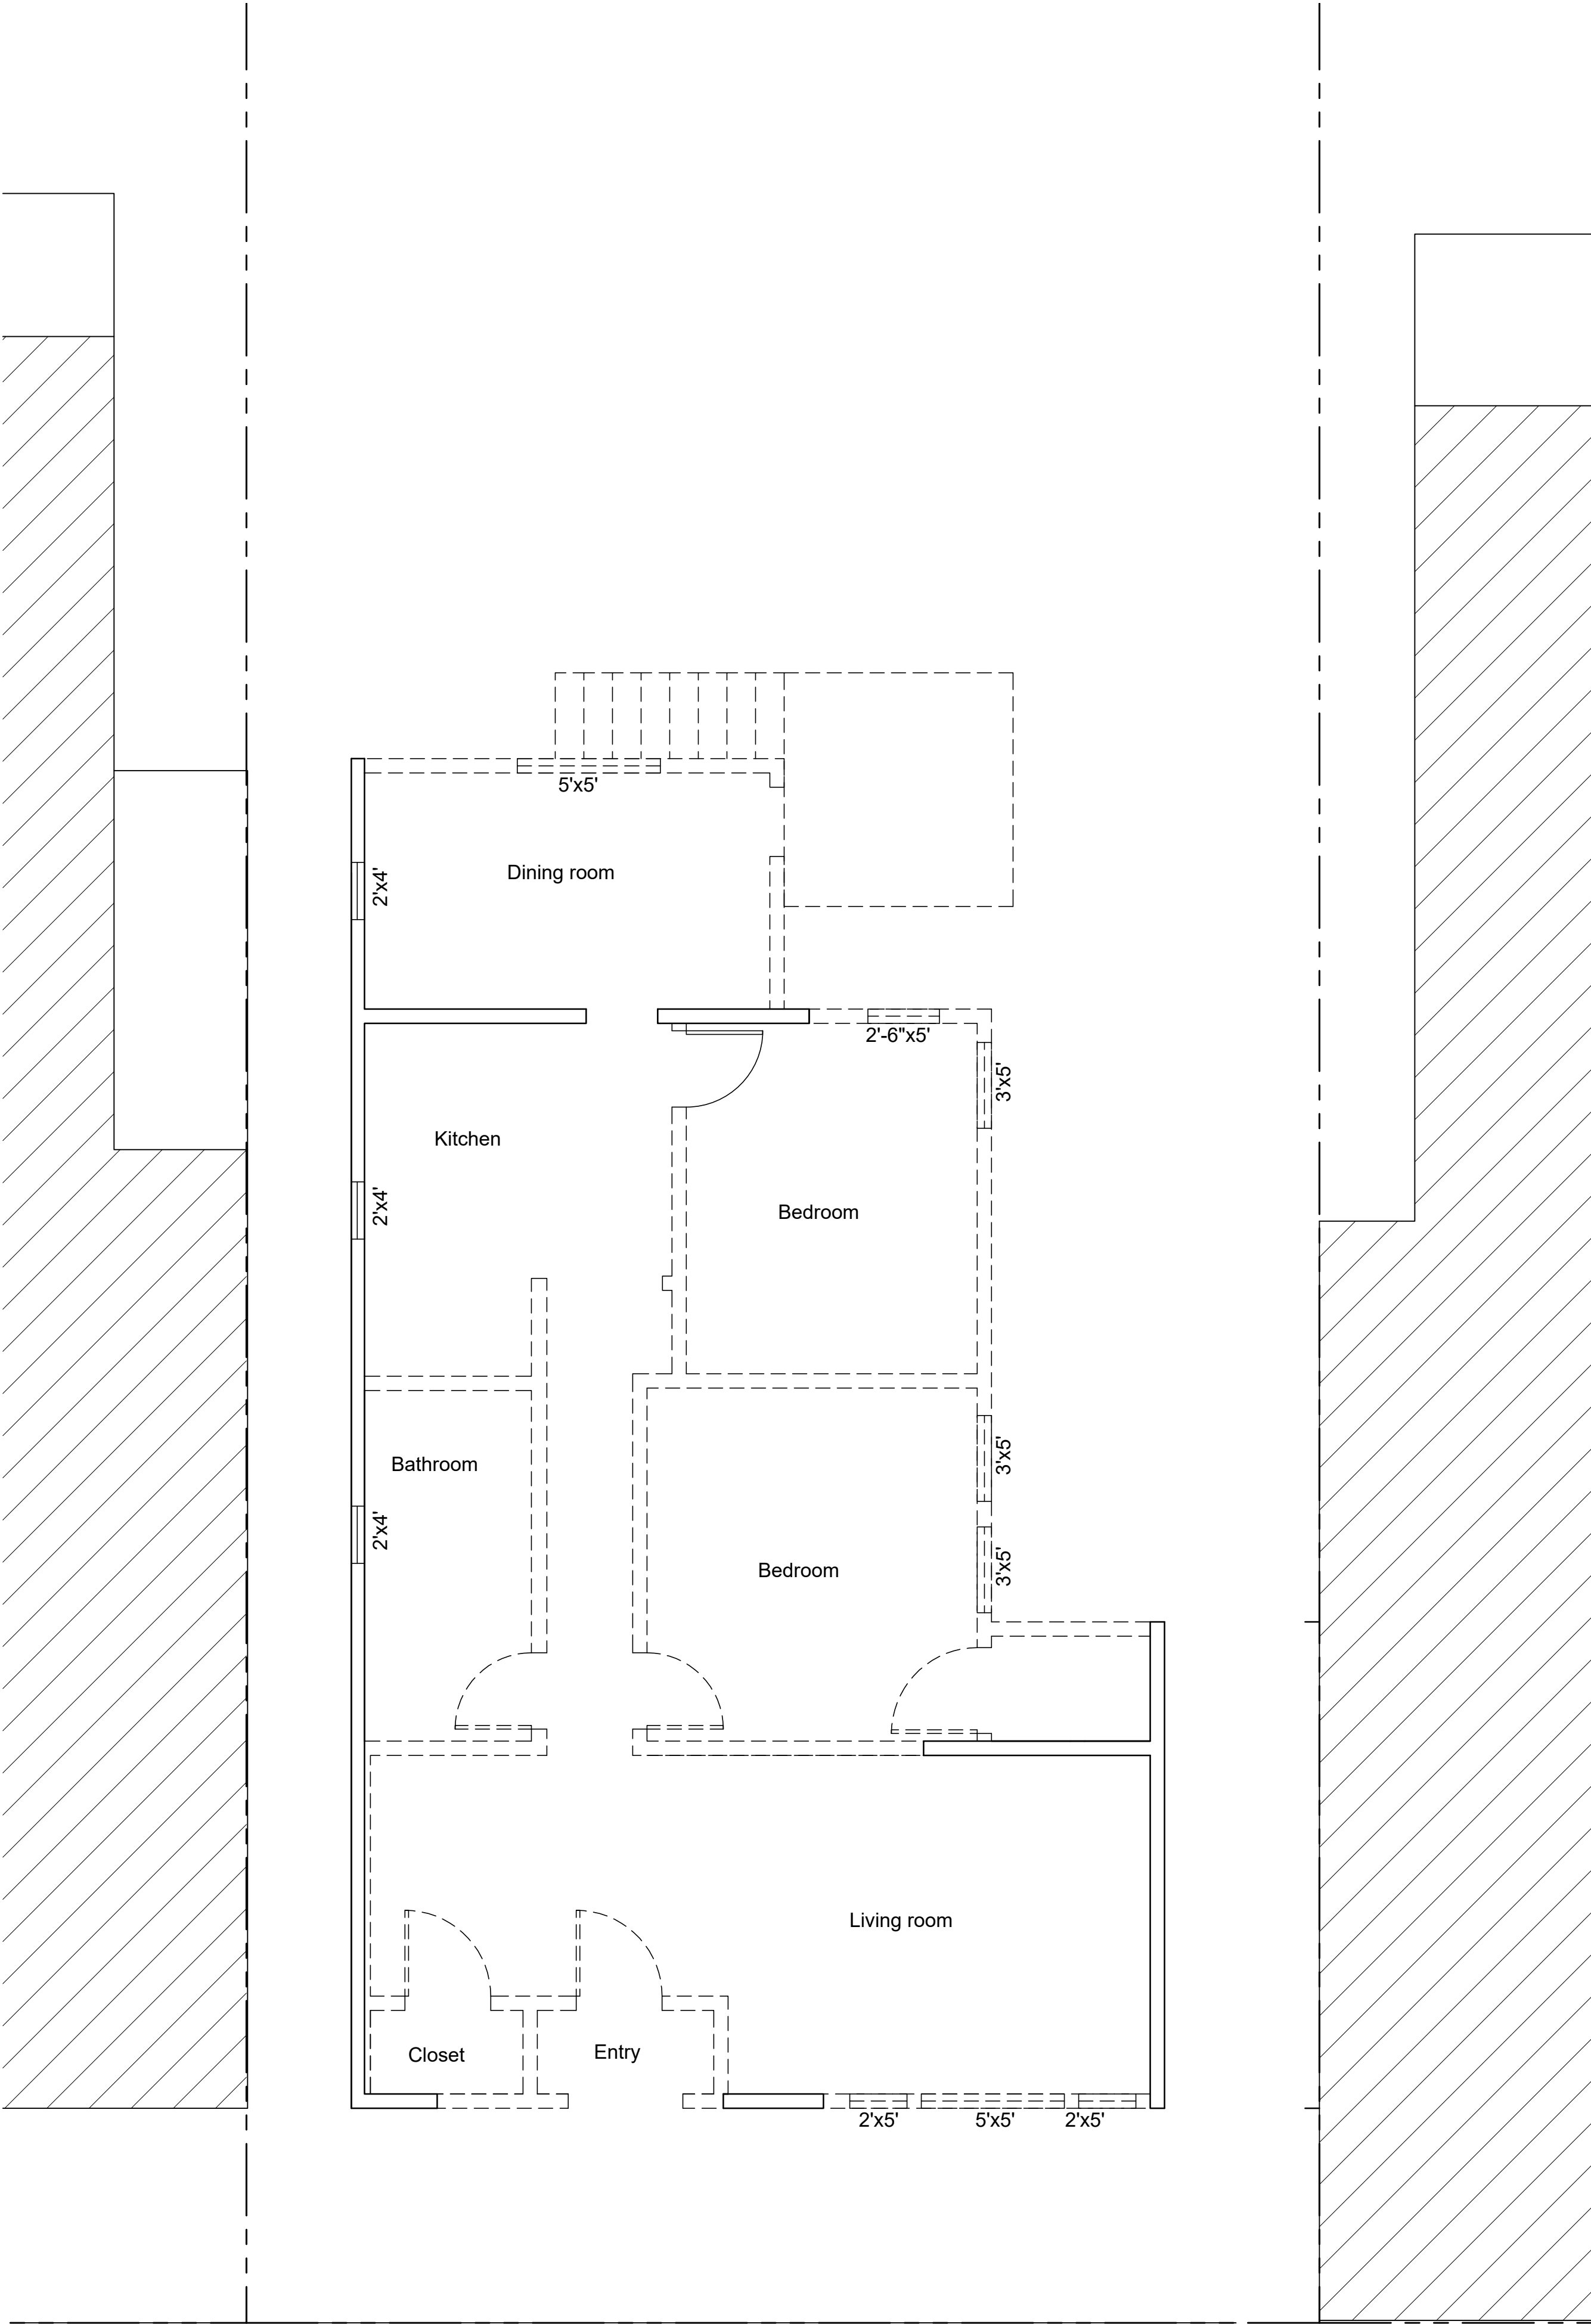 5'x5'
Dining room
2'x4'
2'-6"x5'
3'x5'
Kitchen
2'x4'
Bedroom
3'x5'
Bathroom
2'x4'
Bedroom
3'x5'
Living room
Closet
Entry
2'x5'
5'x5'
2'x5'